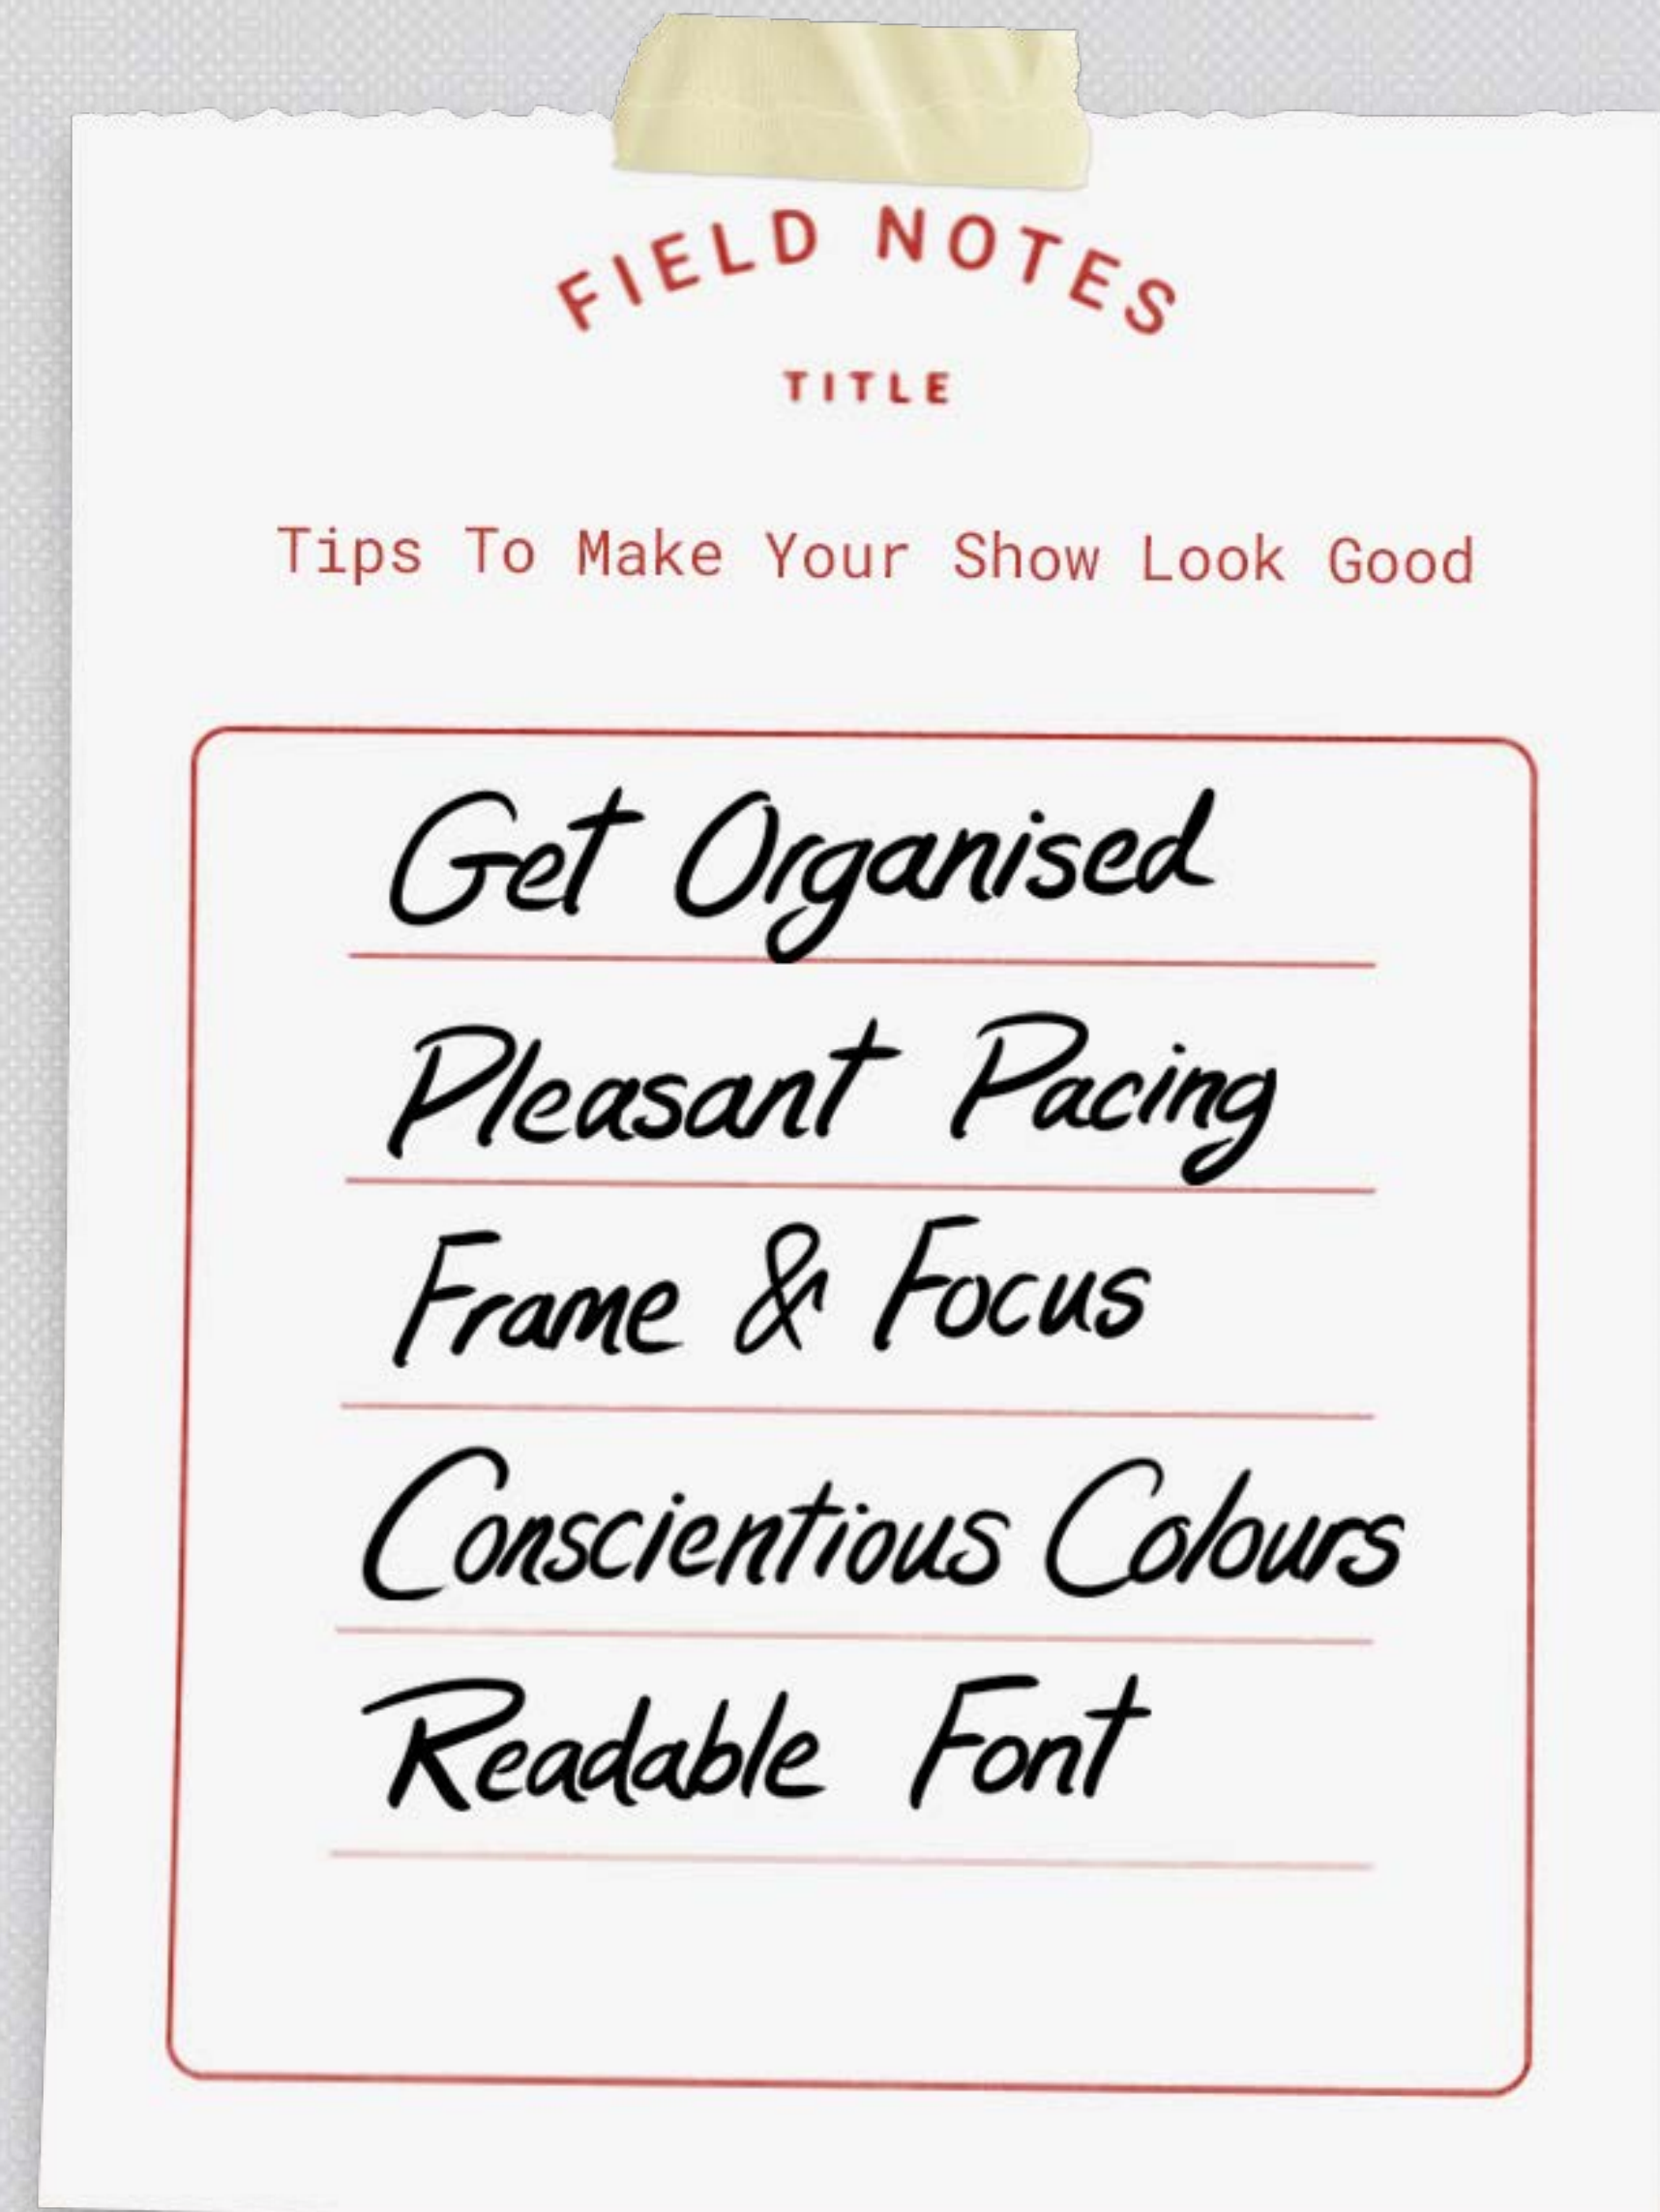 FIELD NOTES
TITLE
Tips To Make Your Show Look Good
Get Organised
Pleasant Pacing
Frame & Focus
Conscientious Colours
Readable Font